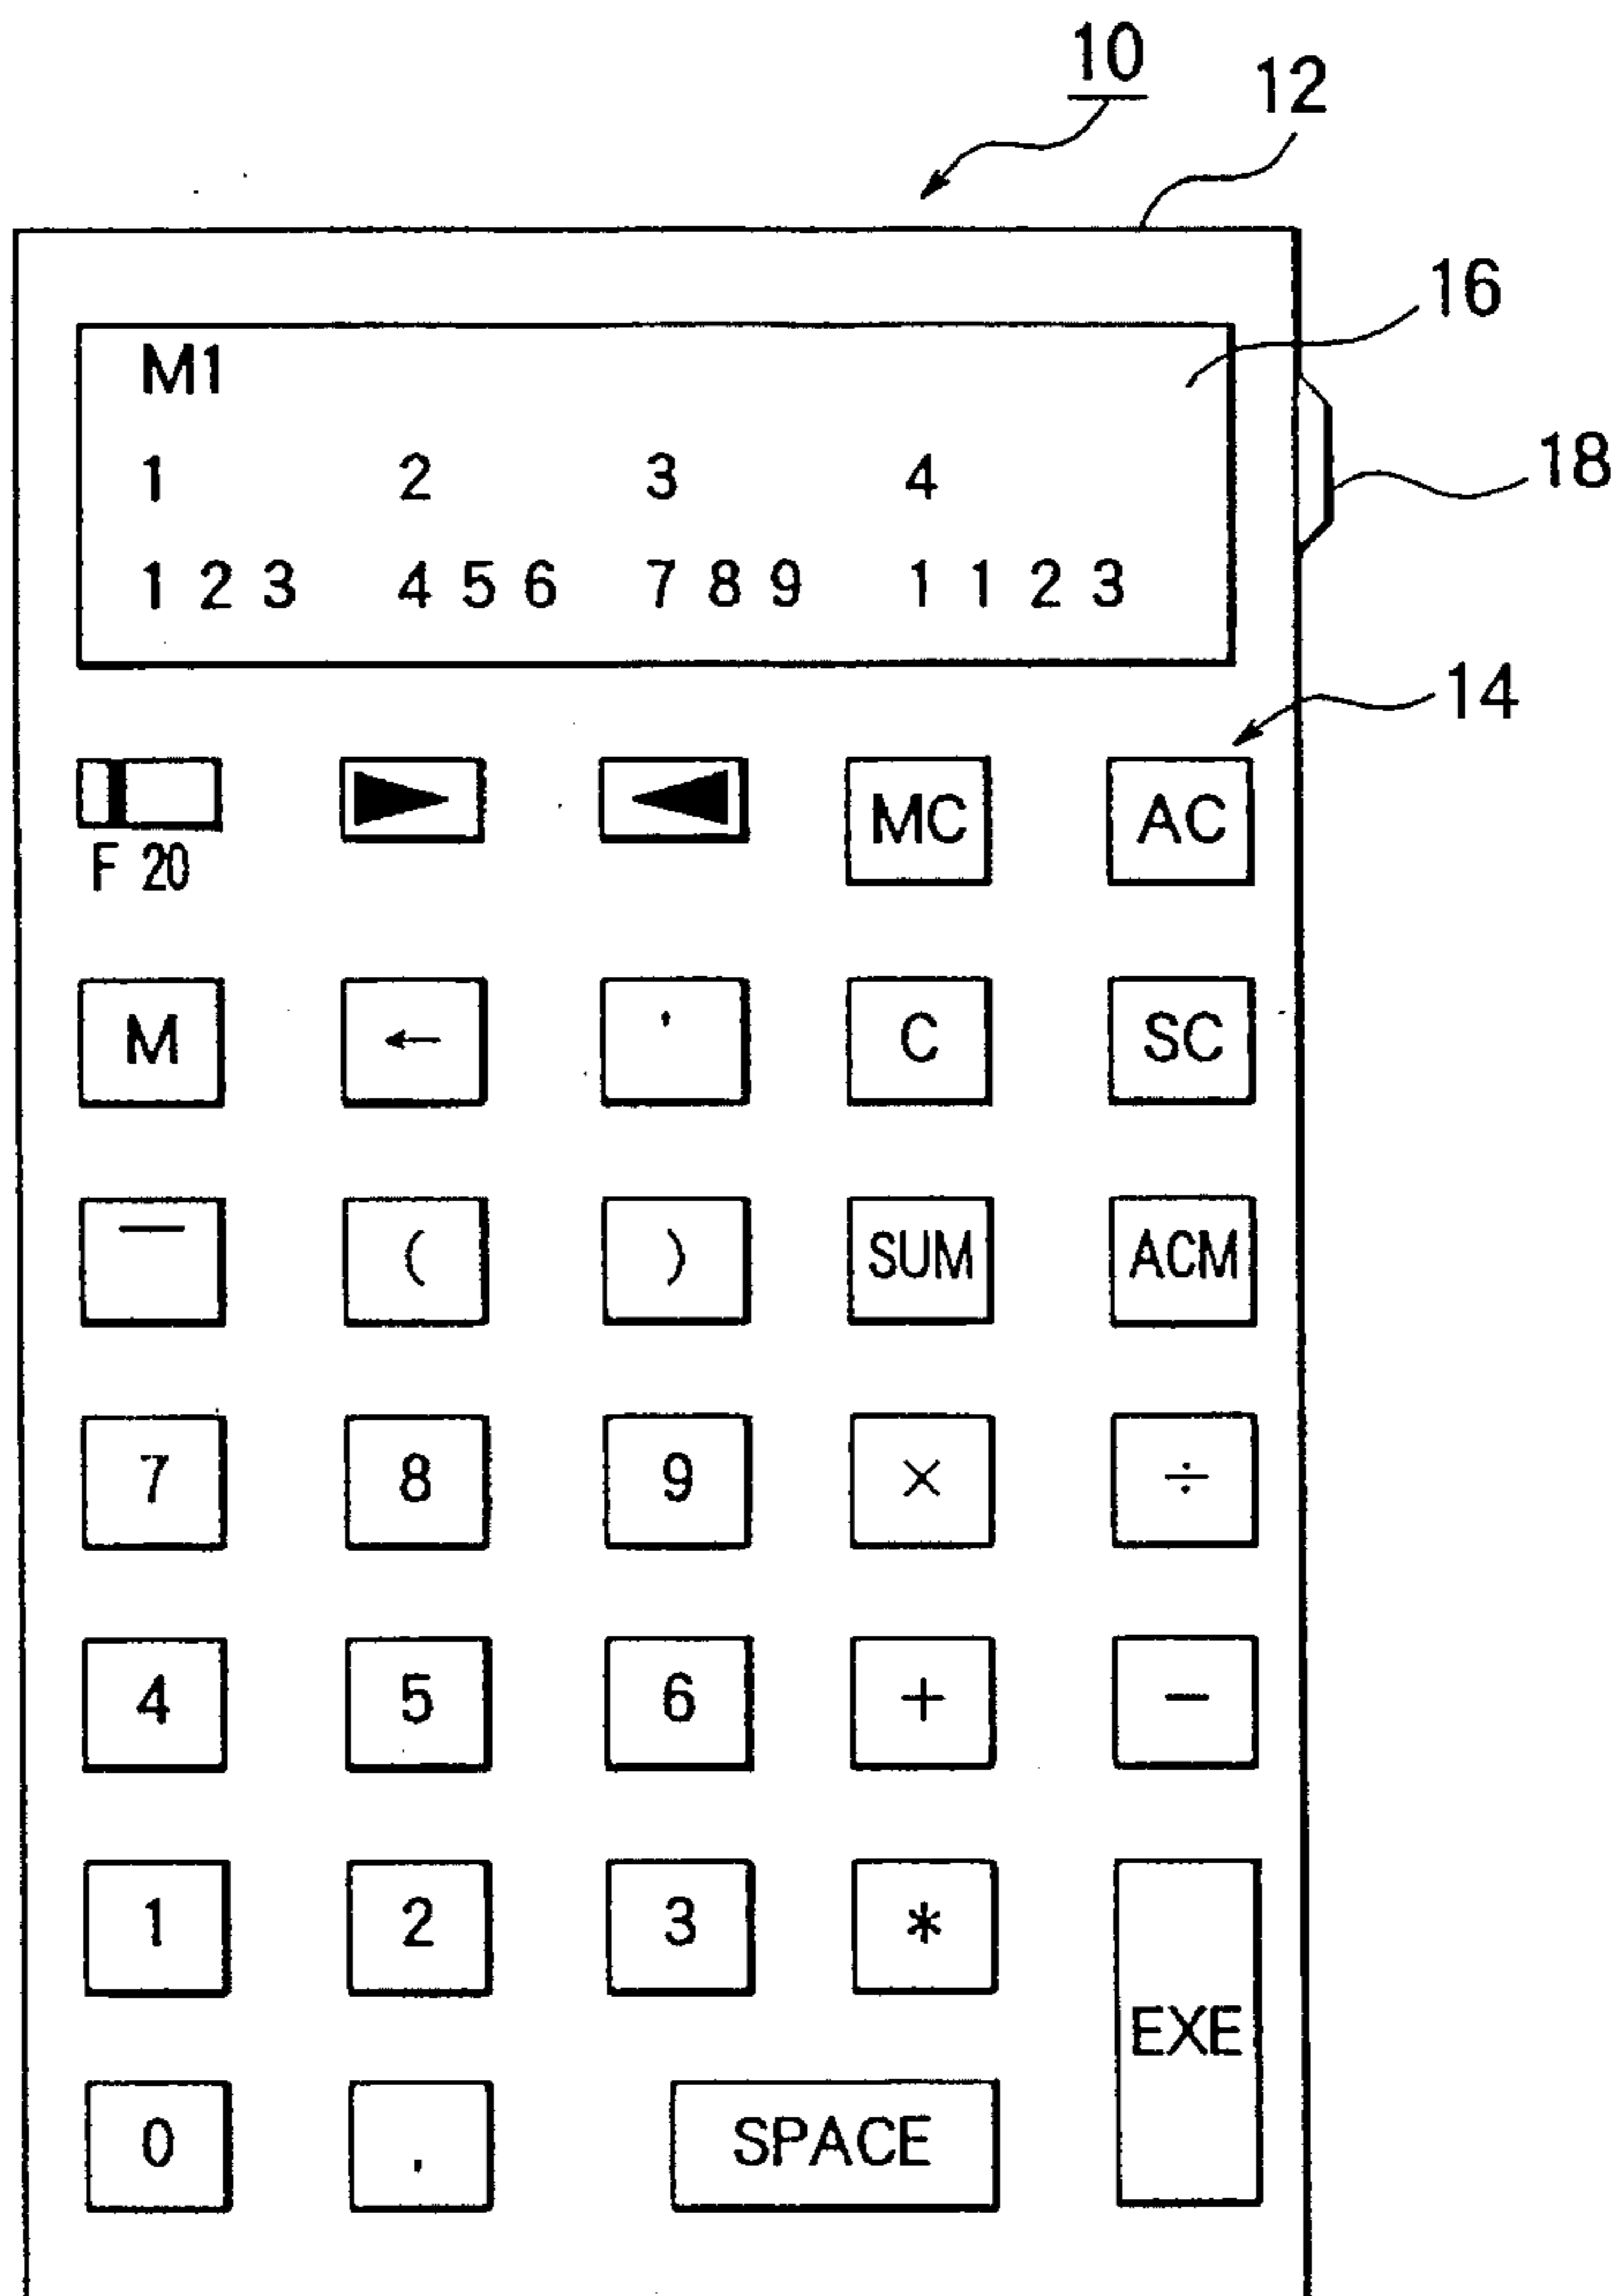 10
12
16
M1
1 2 3 4
18
1 2 3 4 5 6 7 8 9 1 1 2 3
14
▶ ◀ MC AC
F 20
M ← ' C SC
‾ ( ) SUM ACM
7 8 9 × ÷
4 5 6 + −
1 2 3 *
EXE
0 . SPACE